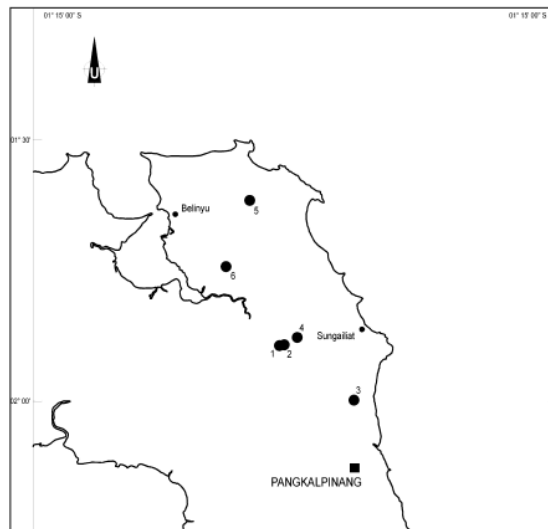 01° 15' 00" S
01° 15' 00" S
U
01° 30'
Belinyu
5
6
4
Sungailiat
1
2
3
02° 00'
PANGKALPINANG